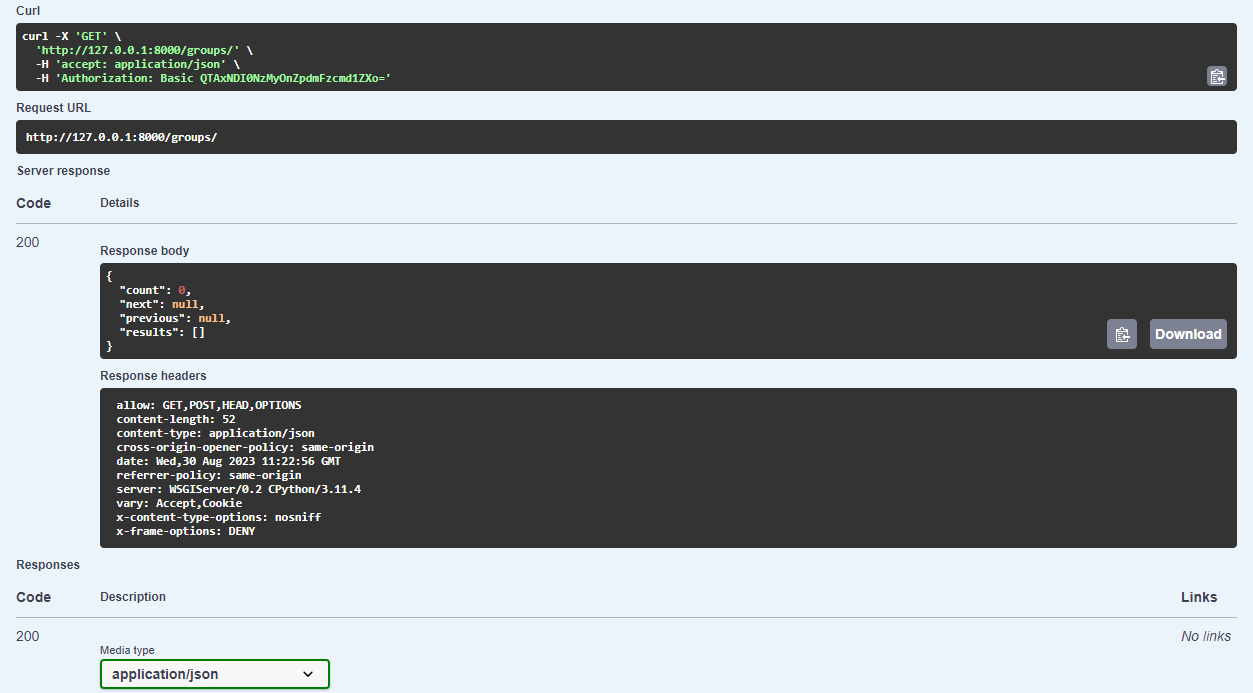 Curl
curl -X 'GET' \
'http://127.0.0.1:8000/groups/' \
-H 'accept: application/json' \
-H 'Authorization: Basic QTAxNDI0NzMyOnZpdmFzcmd1ZXo='
Request URL
http://127.0.0.1:8000/groups/
Server response
Code Details
200
Response body
{
"count": 0,
"next": null,
"previous": null,
"results": []
}
Download
Response headers
allow: GET,POST,HEAD,OPTIONS
content-length: 52
content-type: application/json
cross-origin-opener-policy: same-origin
date: Wed,30 Aug 2023 11:22:56 GMT
referrer-policy: same-origin
server: WSGIServer/0.2 CPython/3.11.4
vary: Accept,Cookie
x-content-type-options: nosniff
x-frame-options: DENY
Responses
Code Description Links
200 No links
Media type
application/json